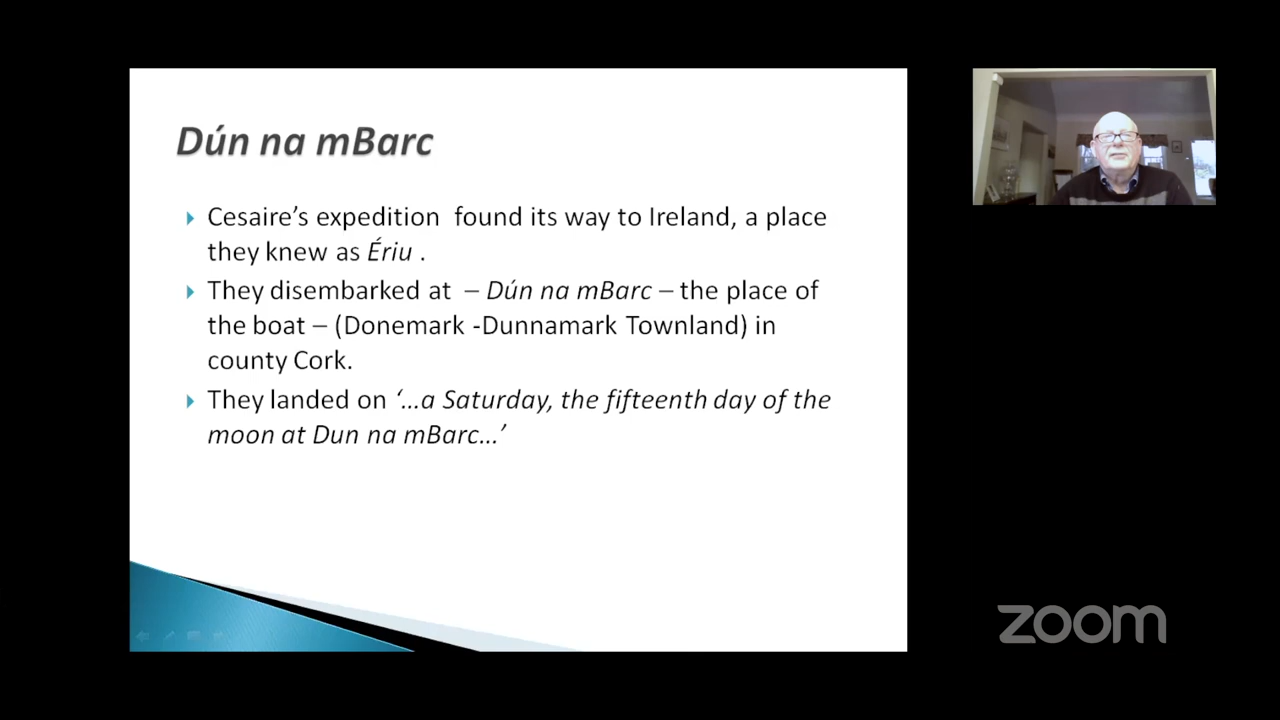 Dún na mBarc
Cesaire's expedition found its way to Ireland, a place
they knew as Ériu .
They disembarked at – Dún na mBarc – the place of
the boat – (Donemark -Dunnamark Townland) in
county Cork.
They landed on ‘…a Saturday, the fifteenth day of the
moon at Dun na mBarc…’
zoom